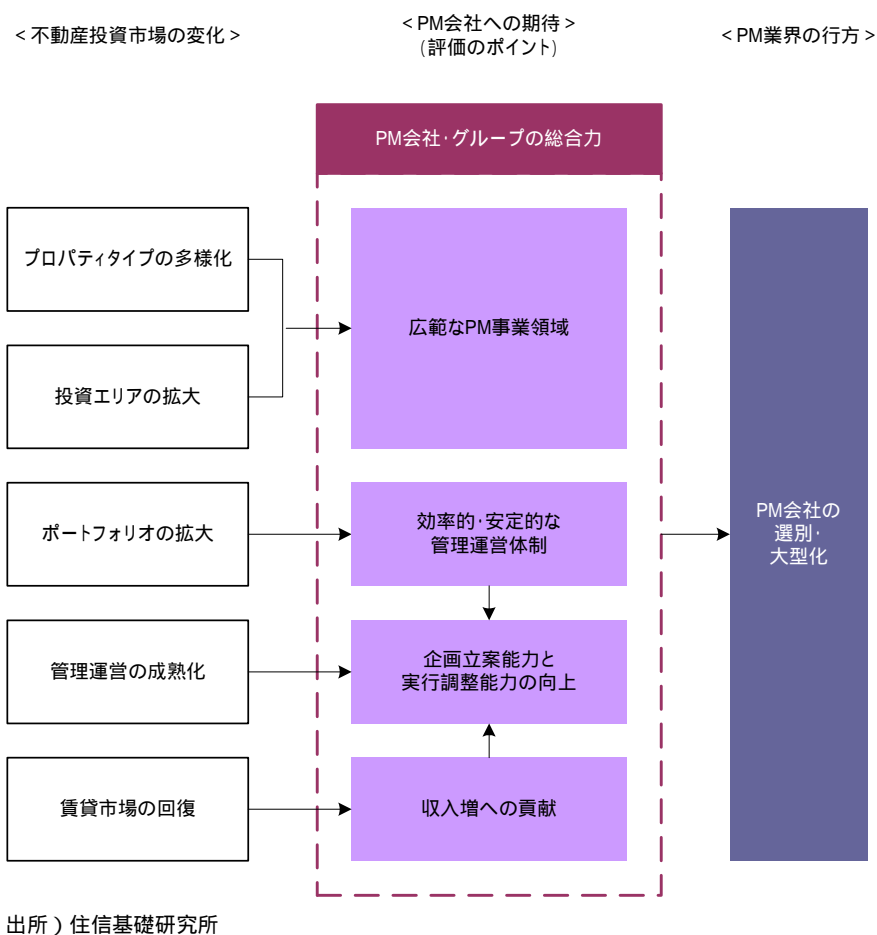 <不動産投資市場の変化>
<PM会社への期待>
(評価のポイント)
<PM業界の行方>
PM会社・グループの総合力
プロパティタイプの多様化
投資エリアの拡大
広範なPM事業領域
ポートフォリオの拡大
効率的・安定的な
管理運営体制
管理運営の成熟化
企画立案能力と
実行調整能力の向上
賃貸市場の回復
収入増への貢献
PM会社の
選別・
大型化
出所)住信基礎研究所